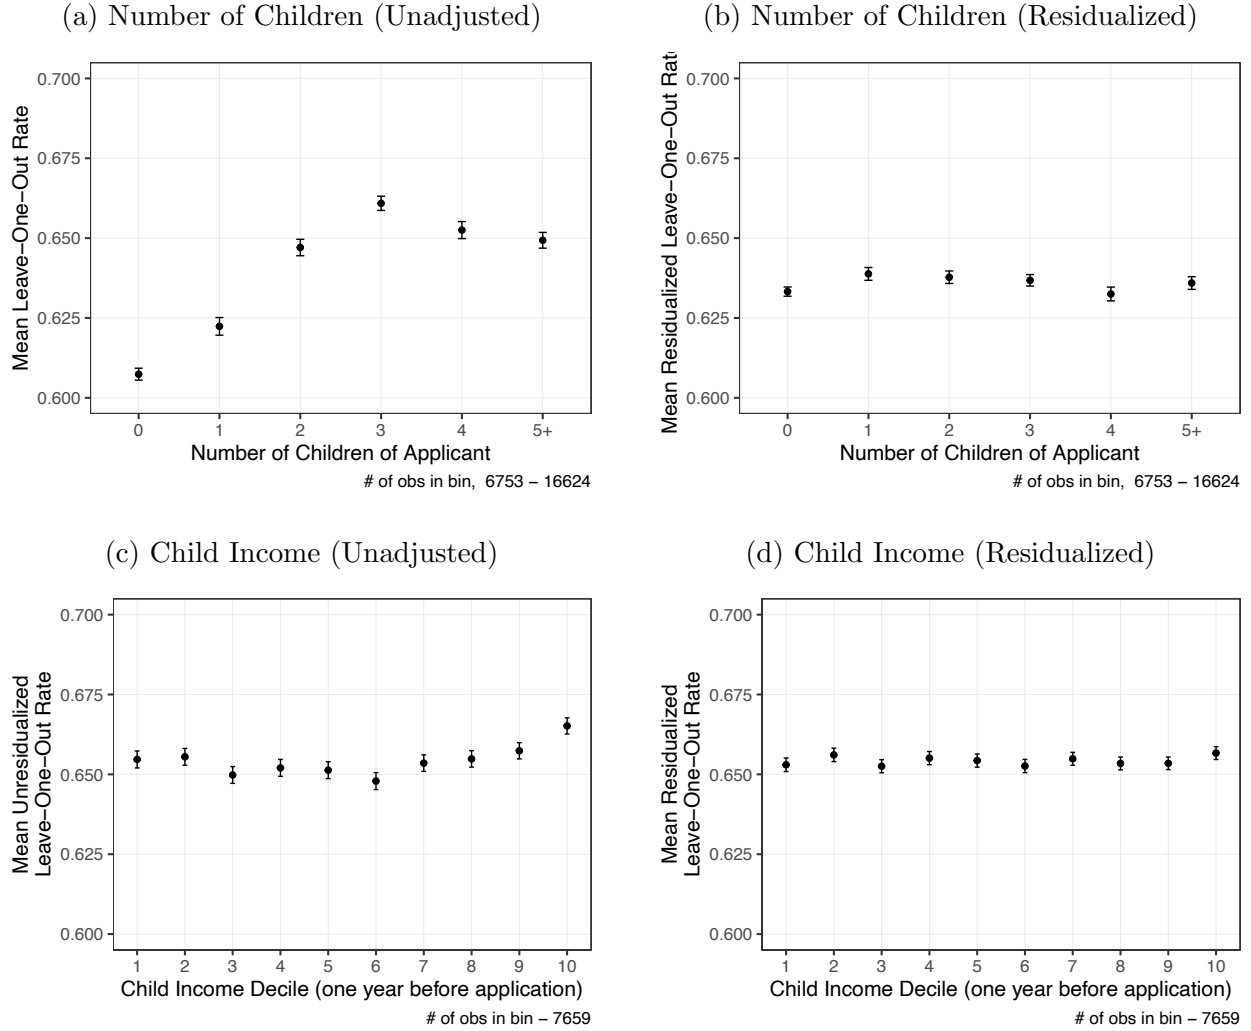 (a) Number of Children (Unadjusted)
Mean Leave−One−Out Rate
0.700
0.675
0.650
0.625
0.600
0 1 2 3 4 5+
Number of Children of Applicant
# of obs in bin, 6753 − 16624
(b) Number of Children (Residualized)
Mean Residualized Leave−One−Out Rate
0.700
0.675
0.650
0.625
0.600
0 1 2 3 4 5+
Number of Children of Applicant
# of obs in bin, 6753 − 16624
(c) Child Income (Unadjusted)
Mean Unresidualized
Leave−One−Out Rate
0.700
0.675
0.650
0.625
0.600
1 2 3 4 5 6 7 8 9 10
Child Income Decile (one year before application)
# of obs in bin − 7659
(d) Child Income (Residualized)
Mean Residualized
Leave−One−Out Rate
0.700
0.675
0.650
0.625
0.600
1 2 3 4 5 6 7 8 9 10
Child Income Decile (one year before application)
# of obs in bin − 7659